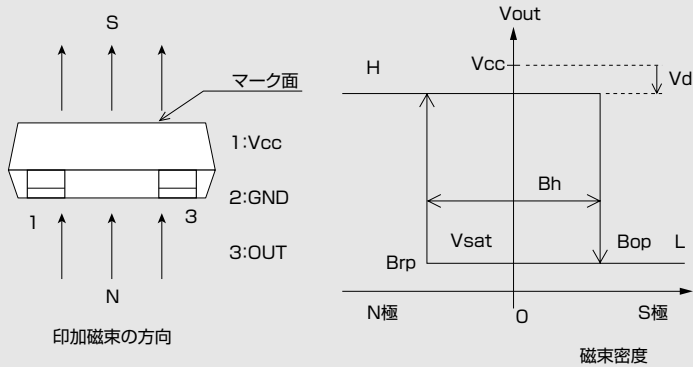 S
マーク面
1:Vcc
2:GND
3:OUT
1
3
N
印加磁束の方向
Vout
Vcc
H
Vd
Bh
Vsat
Bop
L
Brp
N極
O
S極
磁束密度